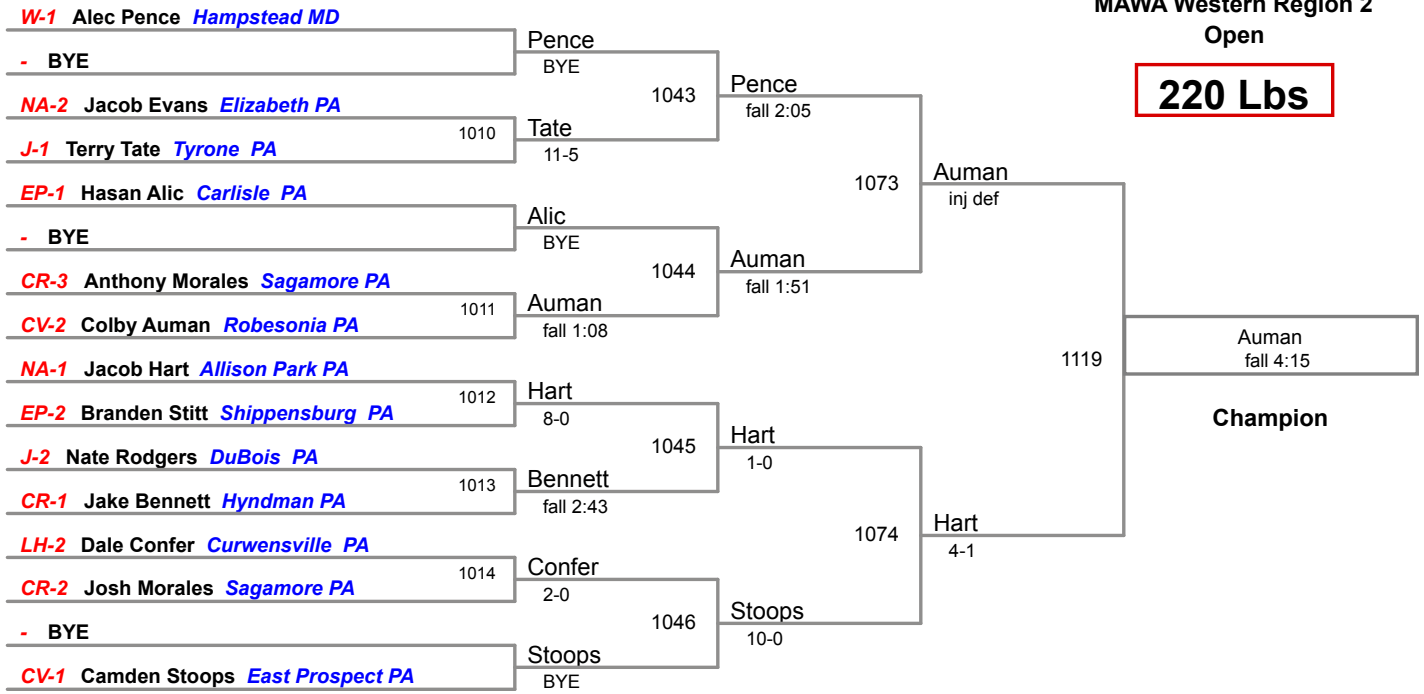 MAWA Western Region 2
Open
220 Lbs
W-1 Alec Pence Hampstead MD
- BYE
NA-2 Jacob Evans Elizabeth PA
J-1 Terry Tate Tyrone PA
EP-1 Hasan Alic Carlisle PA
- BYE
CR-3 Anthony Morales Sagamore PA
CV-2 Colby Auman Robesonia PA
NA-1 Jacob Hart Allison Park PA
EP-2 Branden Stitt Shippensburg PA
J-2 Nate Rodgers DuBois PA
CR-1 Jake Bennett Hyndman PA
LH-2 Dale Confer Curwensville PA
CR-2 Josh Morales Sagamore PA
- BYE
CV-1 Camden Stoops East Prospect PA
1010
1011
1012
1013
1014
Pence
BYE
Tate
11-5
Alic
BYE
Auman
fall 1:08
Hart
8-0
Bennett
fall 2:43
Confer
2-0
Stoops
BYE
1043
1044
1045
1046
Pence
fall 2:05
Auman
fall 1:51
Hart
1-0
Stoops
10-0
1073
1074
Auman
inj def
Hart
4-1
1119
Auman
fall 4:15
Champion